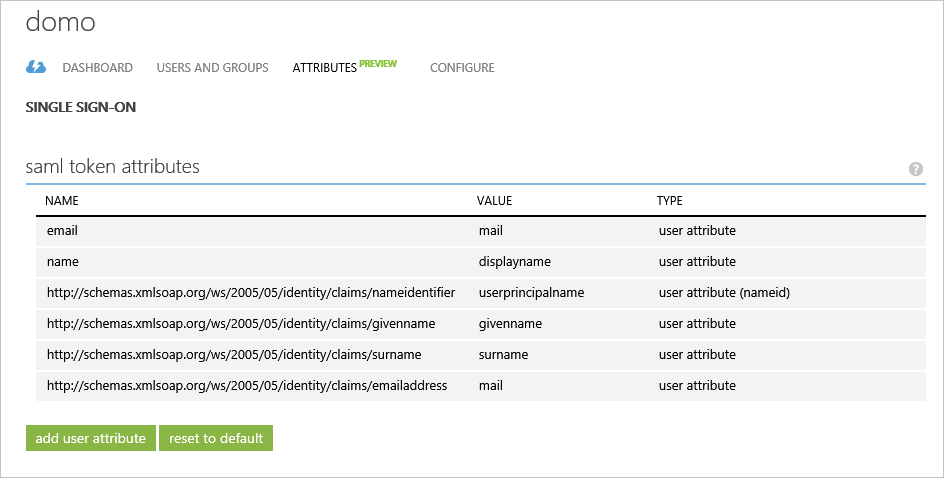 domo
DASHBOARD USERS AND GROUPS ATTRIBUTES PREVIEW CONFIGURE
SINGLE SIGN-ON
saml token attributes ?
NAME VALUE TYPE
email mail user attribute
name displayname user attribute
http://schemas.xmlsoap.org/ws/2005/05/identity/claims/nameidentifier userprincipalname user attribute (nameid)
http://schemas.xmlsoap.org/ws/2005/05/identity/claims/givenname givenname user attribute
http://schemas.xmlsoap.org/ws/2005/05/identity/claims/surname surname user attribute
http://schemas.xmlsoap.org/ws/2005/05/identity/claims/emailaddress mail user attribute
add user attribute reset to default